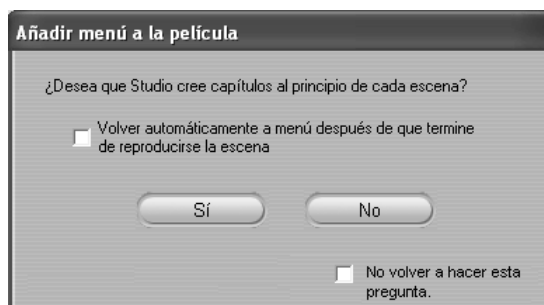 Añadir menú a la película
¿Desea que Studio cree capítulos al principio de cada escena?
Volver automáticamente a menú después de que termine
de reproducirse la escena
Sí
No
No volver a hacer esta
pregunta.